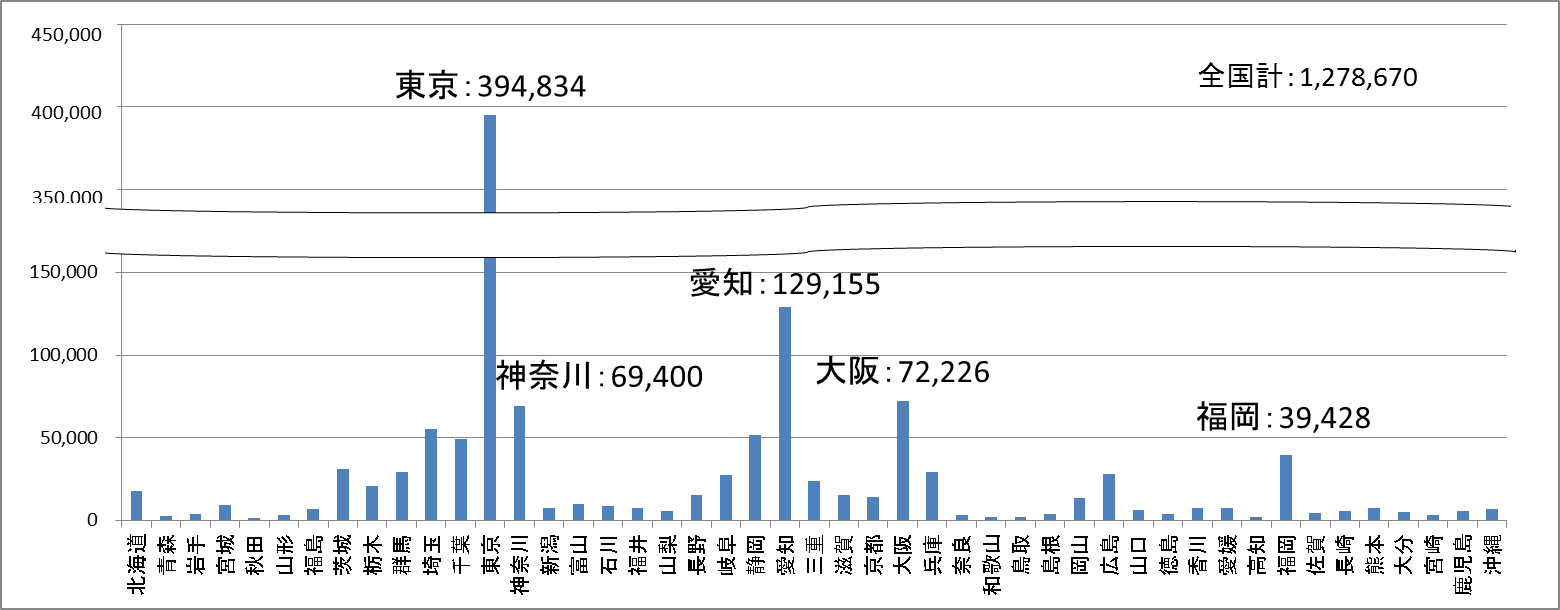 450,000
東京：394,834
全国計：1,278,670
400,000
350,000
150,000
愛知：129,155
100,000
神奈川：69,400
大阪：72,226
福岡：39,428
50,000
0
北海道
青森
岩手
宮城
秋田
山形
福島
茨城
栃木
群馬
埼玉
千葉
東京
神奈川
新潟
富山
石川
福井
山梨
長野
岐阜
静岡
愛知
三重
滋賀
京都
大阪
兵庫
奈良
和歌山
鳥取
島根
岡山
広島
山口
徳島
香川
愛媛
高知
福岡
佐賀
長崎
熊本
大分
宮崎
鹿児島
沖縄